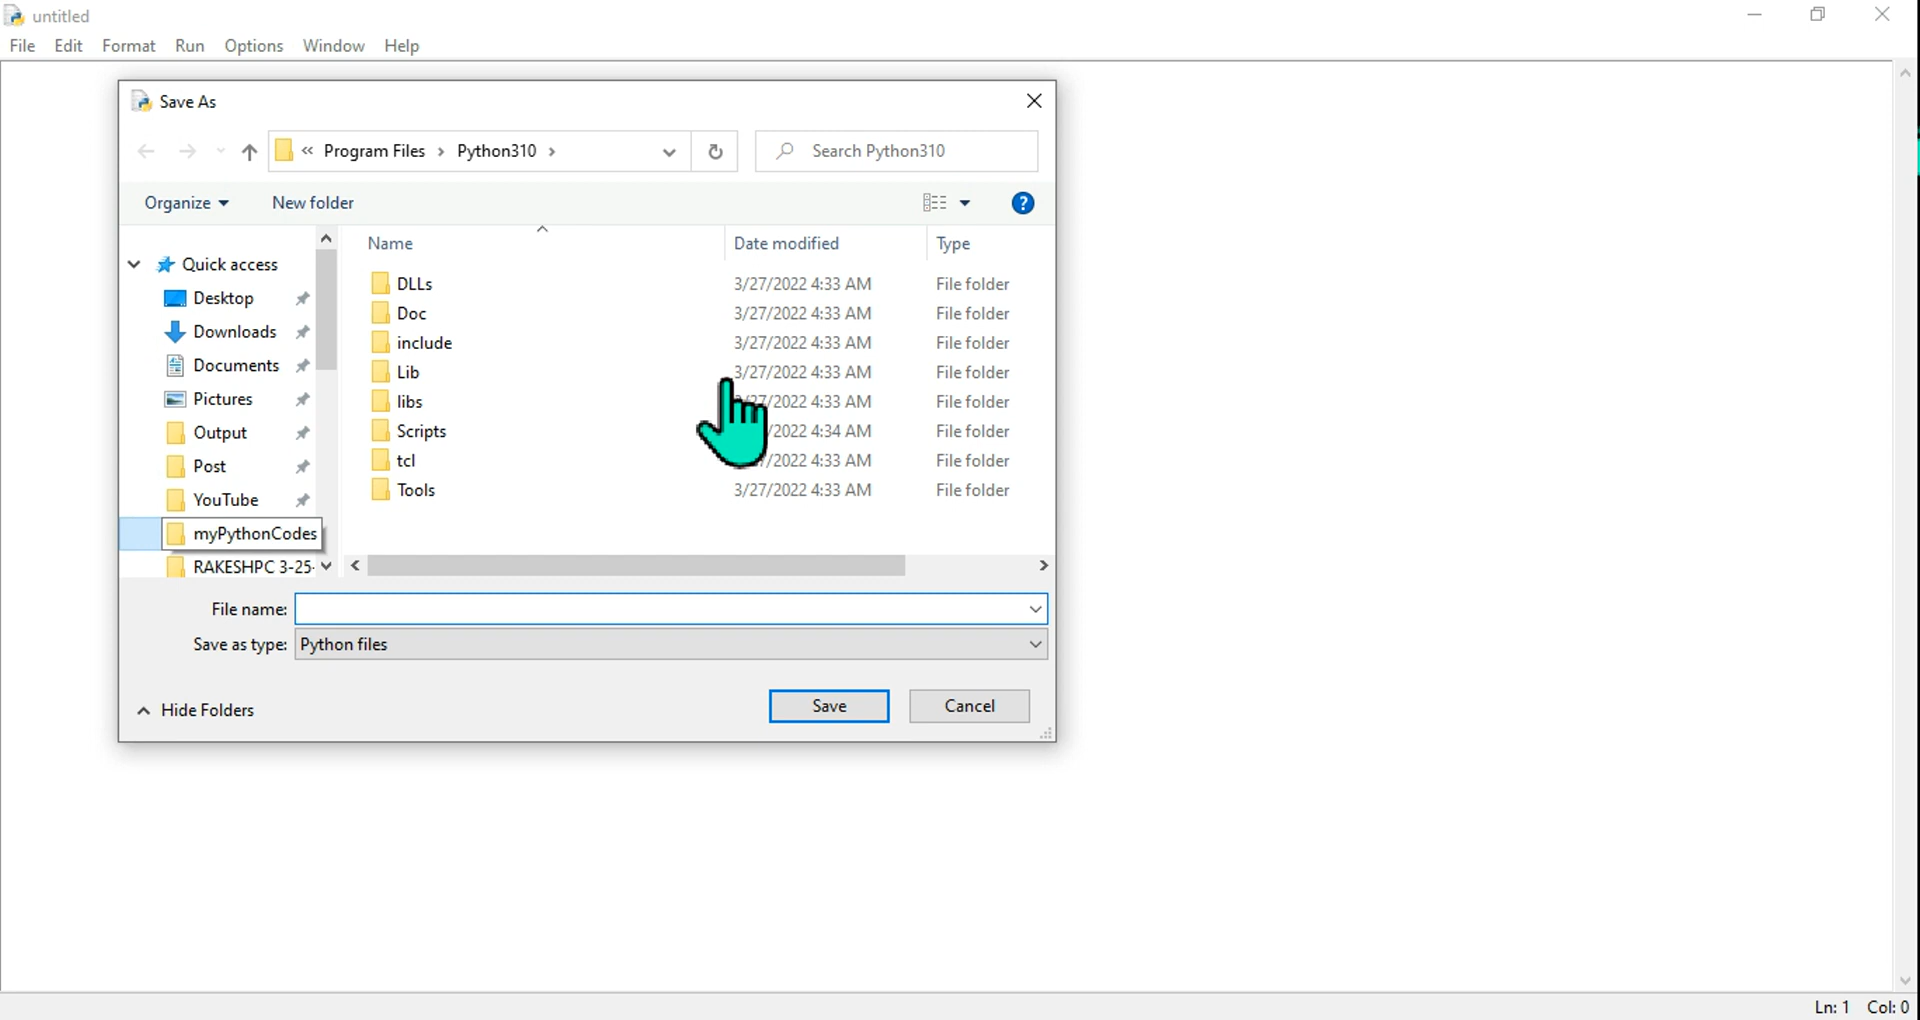 untitled
File Edit Format Run Options Window Help
Save As
« Program Files › Python310 ›
Search Python310
Organize New folder
?
Name Date modified Type
Quick access
Desktop
Downloads
Documents
Pictures
Output
Post
YouTube
myPythonCodes
RAKESHPC 3-25-
DLLs 3/27/2022 4:33 AM File folder
Doc 3/27/2022 4:33 AM File folder
include 3/27/2022 4:33 AM File folder
Lib 3/27/2022 4:33 AM File folder
libs /2022 4:33 AM File folder
Scripts /2022 4:34 AM File folder
tcl /2022 4:33 AM File folder
Tools 3/27/2022 4:33 AM File folder
File name:
Save as type: Python files
Hide Folders
Save Cancel
Ln: 1 Col: 0